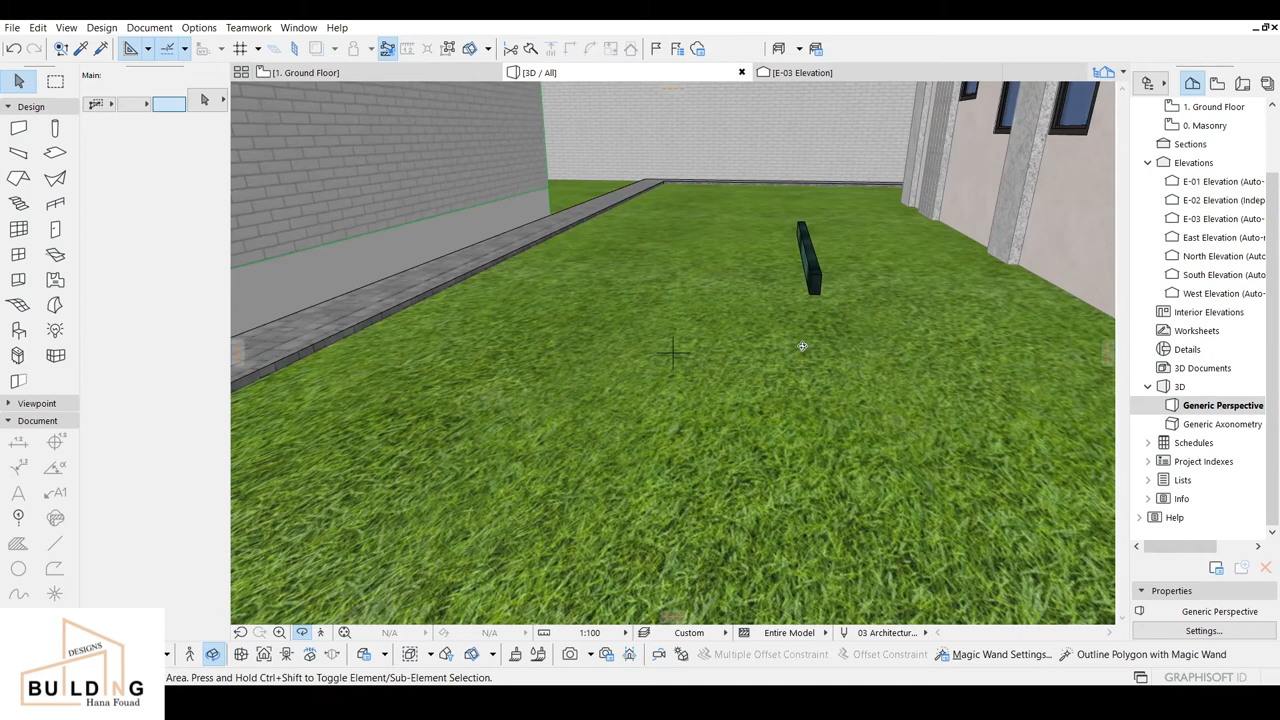 File Edit View Design Document Options Teamwork Window Help
Main:
[1. Ground Floor] [3D / All] [E-03 Elevation]
Design
Viewpoint
Document
1. Ground Floor
0. Masonry
Sections
Elevations
E-01 Elevation (Auto-
E-02 Elevation (Indep
E-03 Elevation (Auto-
East Elevation (Auto-
North Elevation (Auto-
South Elevation (Auto-
West Elevation (Auto-
Interior Elevations
Worksheets
Details
3D Documents
3D
Generic Perspective
Generic Axonometry
Schedules
Project Indexes
Lists
Info
Help
Properties
Generic Perspective
Settings...
N/A N/A 1:100 Custom Entire Model 03 Architectur...
Multiple Offset Constraint Offset Constraint Magic Wand Settings... Outline Polygon with Magic Wand
Area. Press and Hold Ctrl+Shift to Toggle Element/Sub-Element Selection.
GRAPHISOFT ID
DESIGNS
BUILDING
Hana Fouad